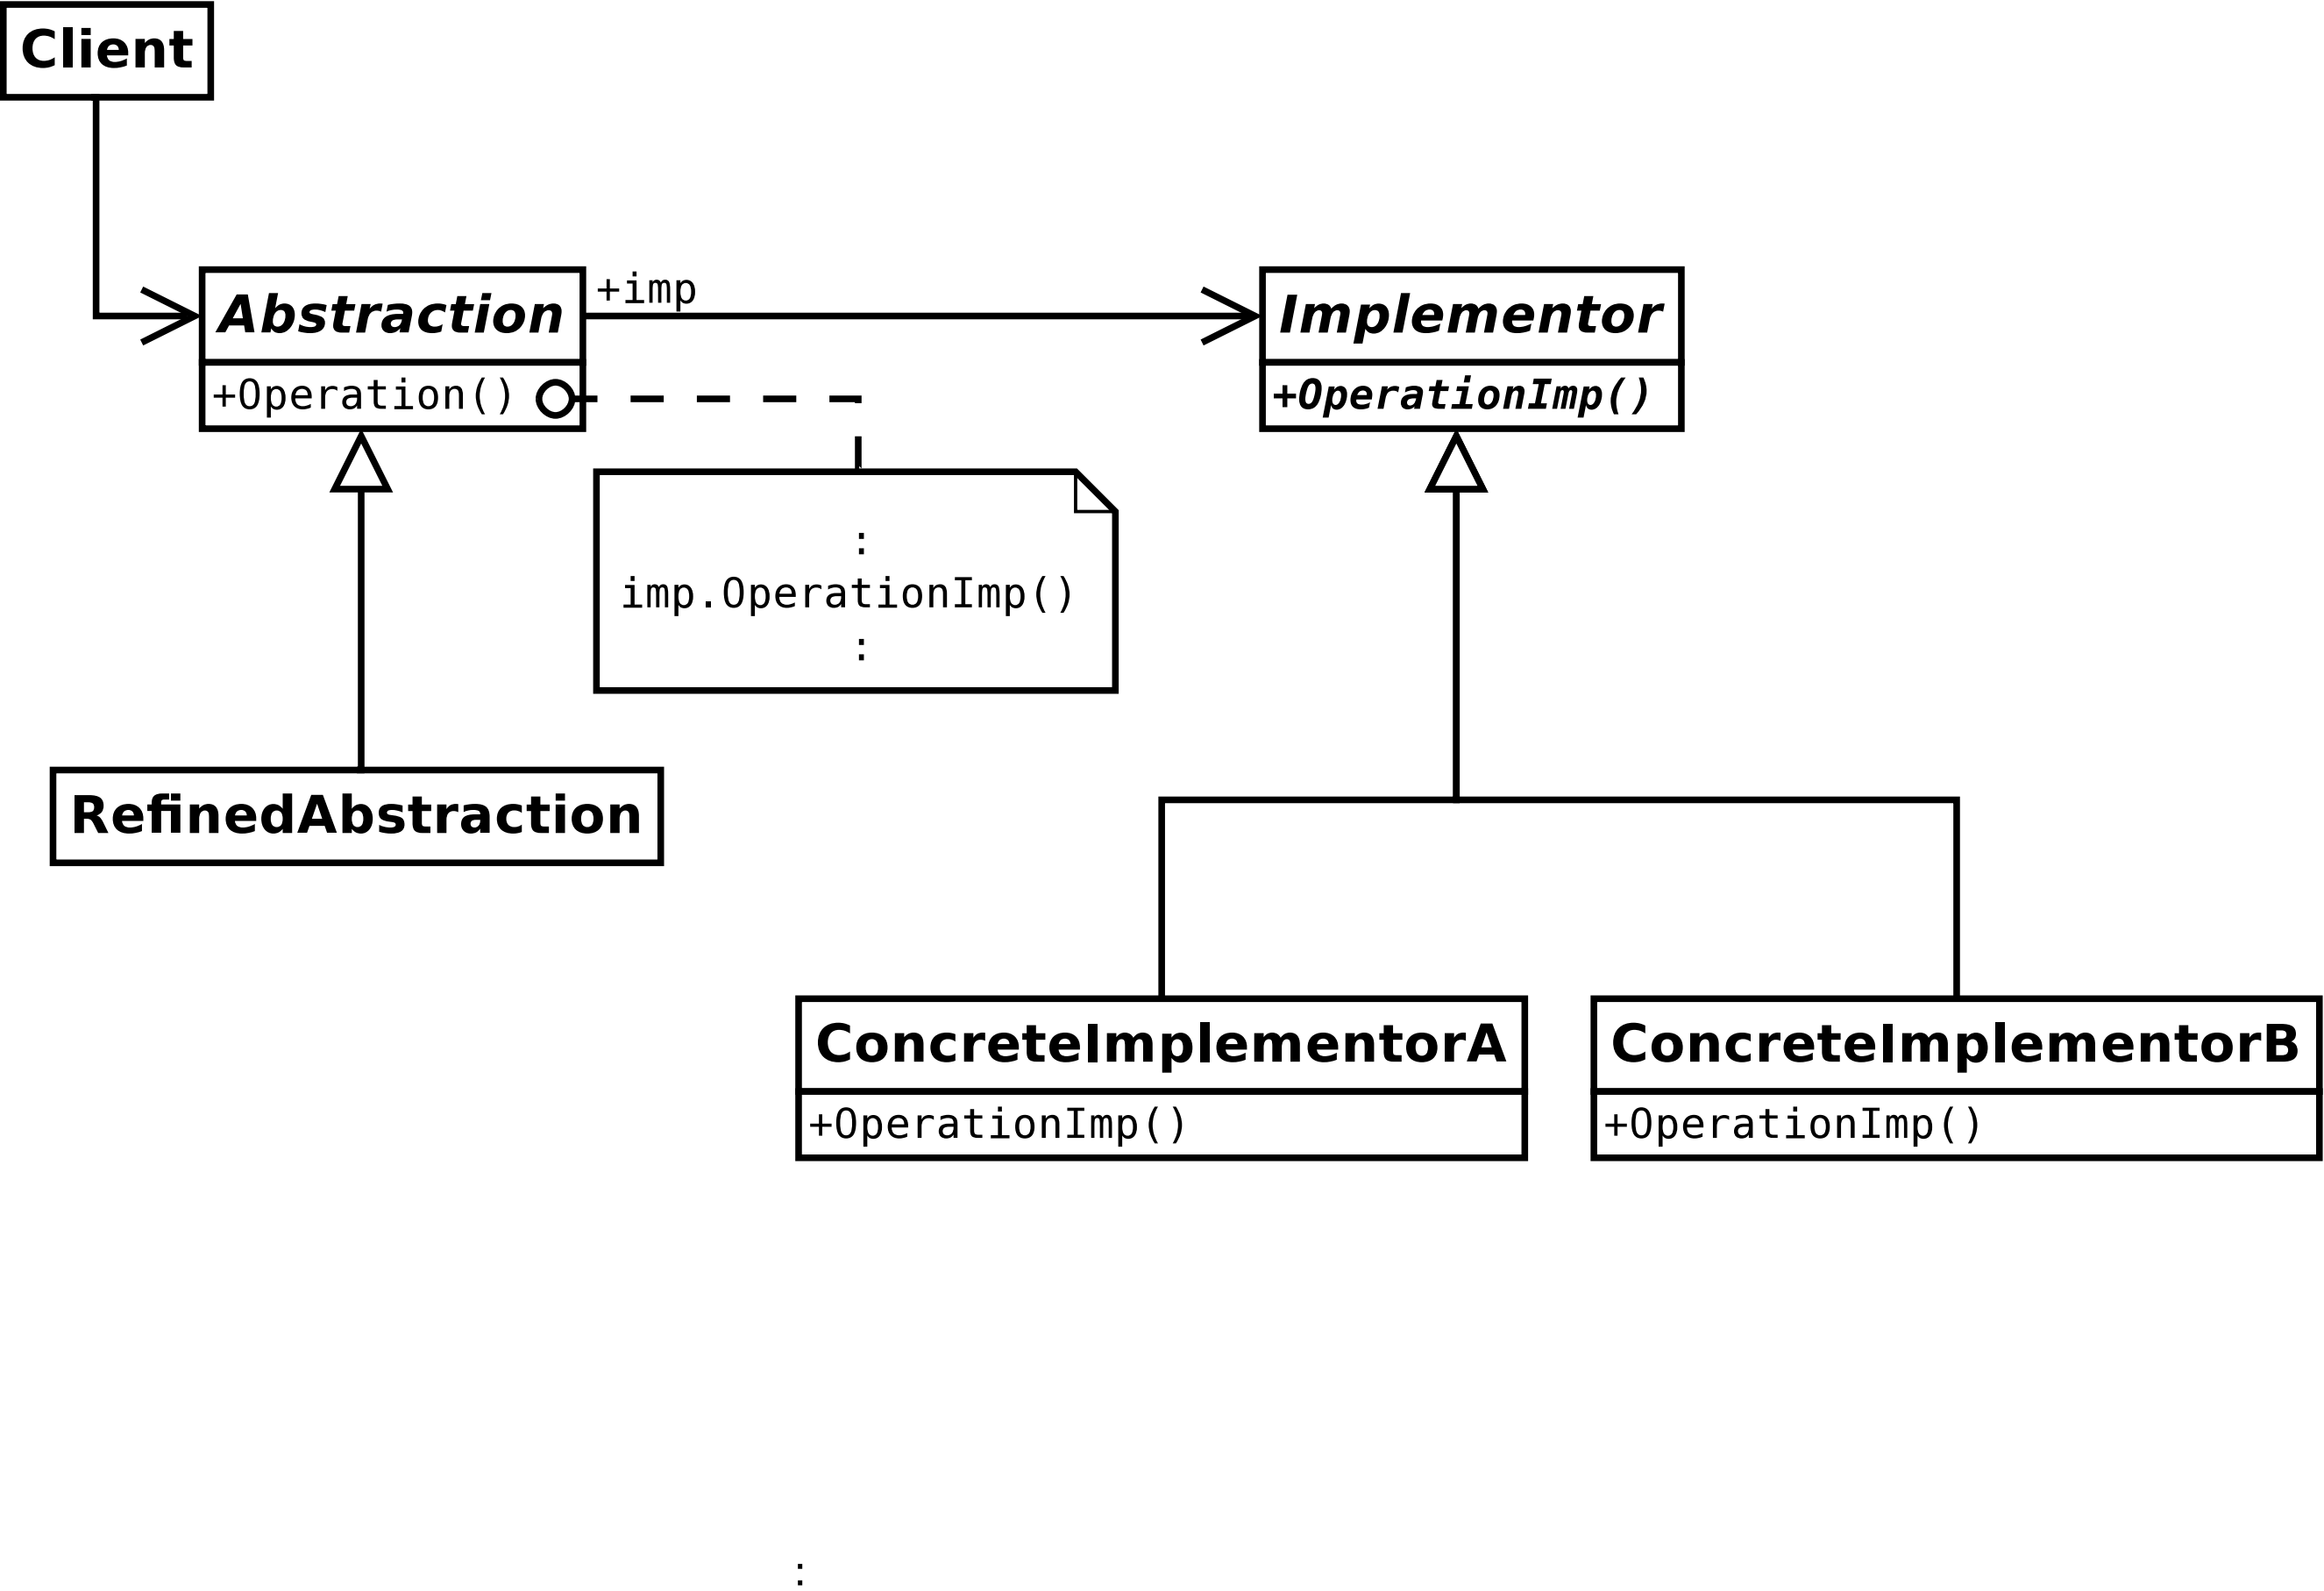 Client
Abstraction
+imp
Implementor
+Operation()
+OperationImp()
:
imp.OperationImp()
:
RefinedAbstraction
ConcreteImplementorA
ConcreteImplementorB
+OperationImp()
+OperationImp()
: